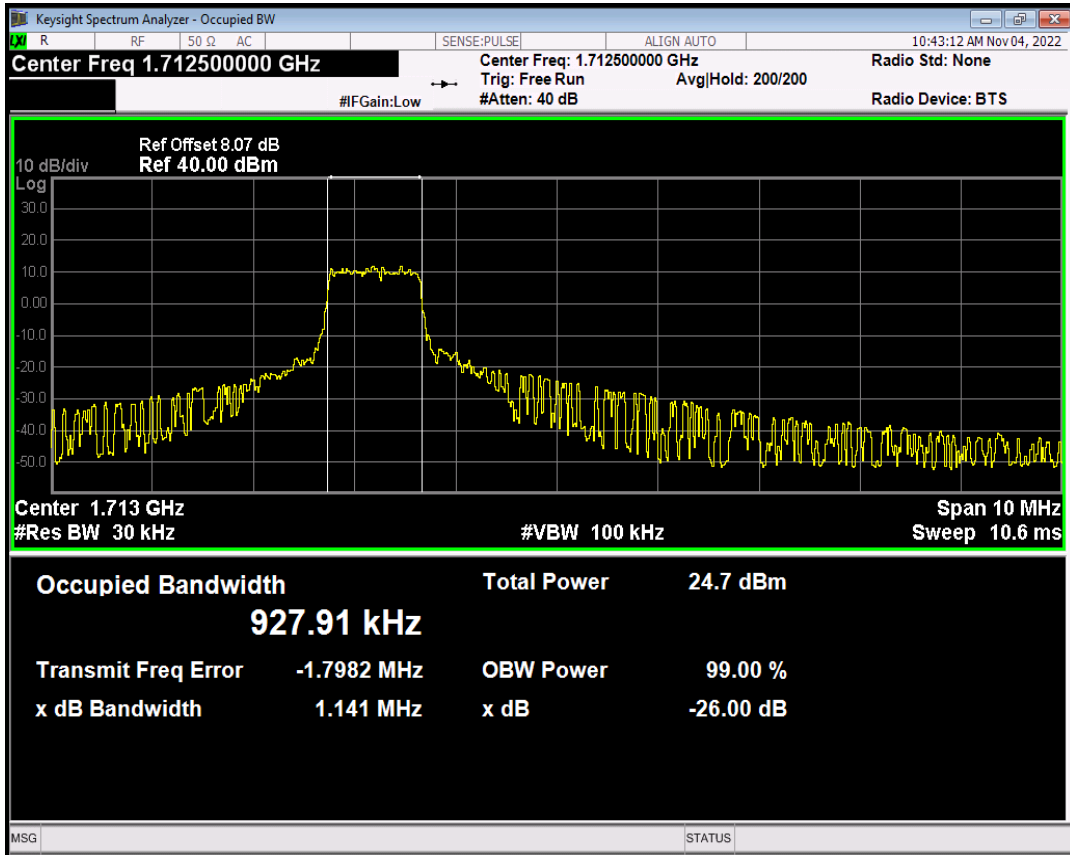 Keysight Spectrum Analyzer - Occupied BW
LXI R RF 50 Ω AC SENSE:PULSE ALIGN AUTO 10:43:12 AM Nov 04, 2022
Center Freq 1.712500000 GHz Center Freq: 1.712500000 GHz Radio Std: None
Trig: Free Run Avg|Hold: 200/200
#IFGain:Low #Atten: 40 dB Radio Device: BTS
Ref Offset 8.07 dB
10 dB/div Ref 40.00 dBm
Log
30.0
20.0
10.0
0.00
-10.0
-20.0
-30.0
-40.0
-50.0
Center 1.713 GHz Span 10 MHz
#Res BW 30 kHz #VBW 100 kHz Sweep 10.6 ms
Occupied Bandwidth Total Power 24.7 dBm
927.91 kHz
Transmit Freq Error -1.7982 MHz OBW Power 99.00 %
x dB Bandwidth 1.141 MHz x dB -26.00 dB
MSG STATUS